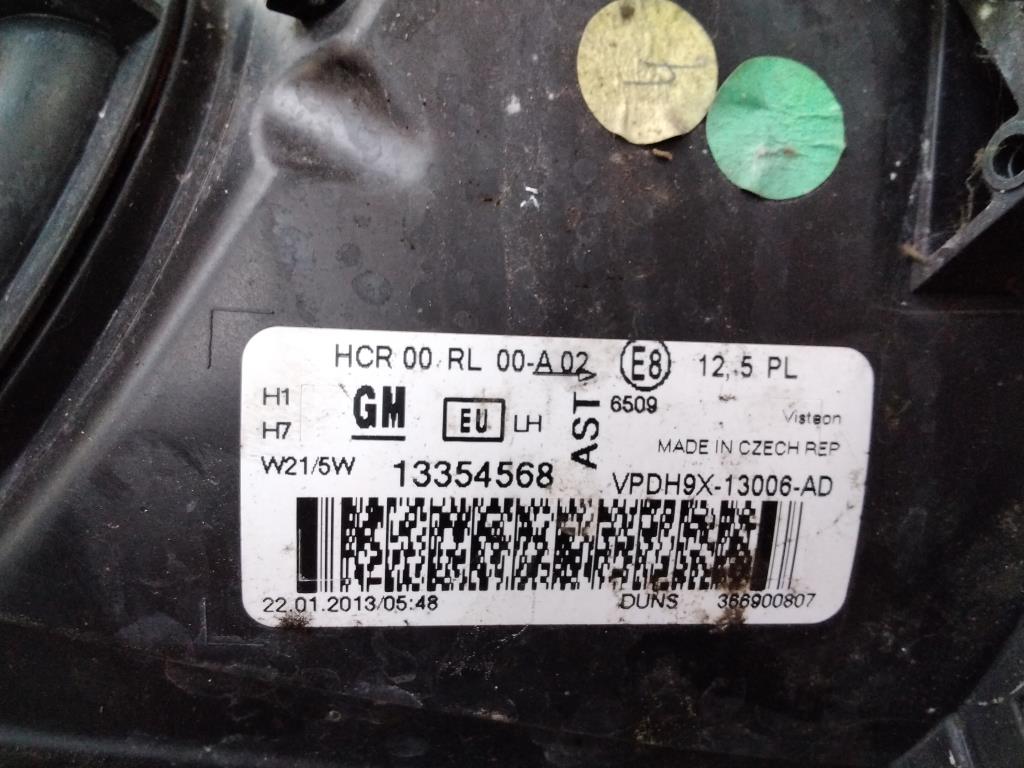 HCR 00 RL 00-A 02 E8 12,5 PL
6509
H1
H7
GM
EU LH
AST V
Visteon
MADE IN CZECH REP
W21/5W 13354568 VPDH9X-13006-AD
22.01.2013/05:48 DUNS 366900807